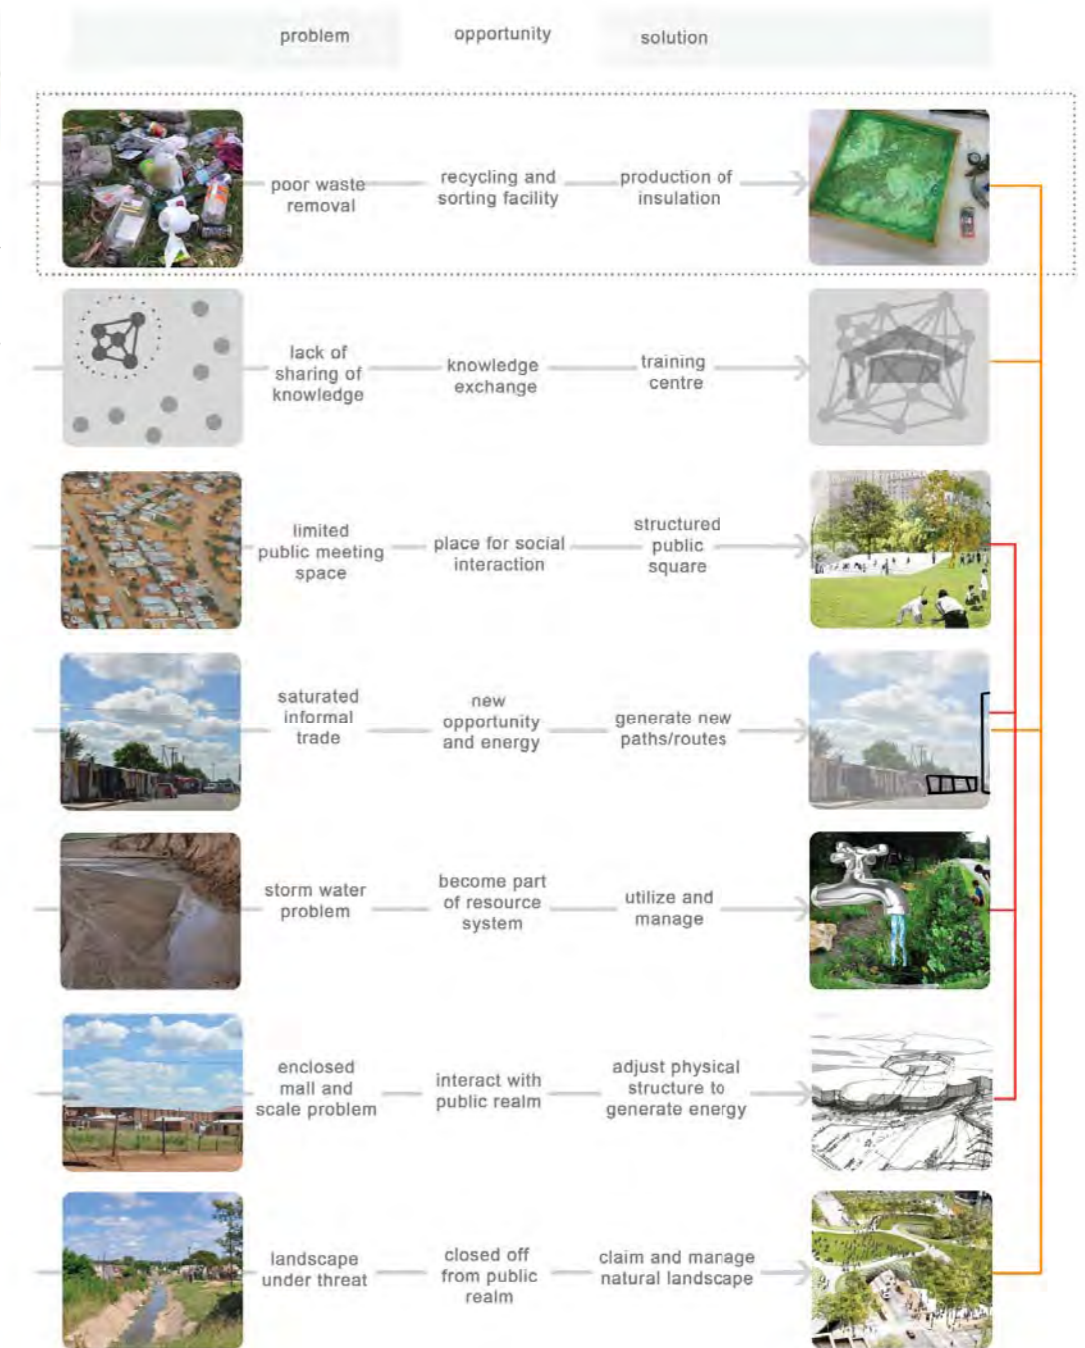 problem opportunity solution
poor waste
removal
recycling and
sorting facility
production of
insulation
lack of
sharing of
knowledge
knowledge
exchange
training
centre
limited
public meeting
space
place for social
interaction
structured
public
square
saturated
informal
trade
new
opportunity
and energy
generate new
paths/routes
storm water
problem
become part
of resource
system
utilize and
manage
enclosed
mall and
scale problem
interact with
public realm
adjust physical
structure to
generate energy
landscape
under threat
closed off
from public
realm
claim and manage
natural landscape